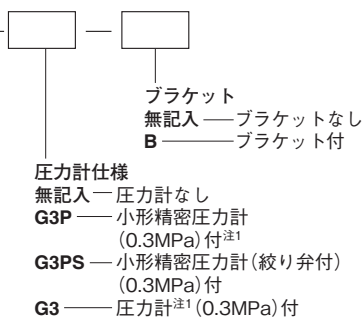 ブラケット
無記入 ブラケットなし
B ブラケット付
圧力計仕様
無記入 圧力計なし
G3P 小形精密圧力計
(0.3MPa)付注1
G3PS 小形精密圧力計(絞り弁付)
(0.3MPa)付
G3 圧力計注1(0.3MPa)付